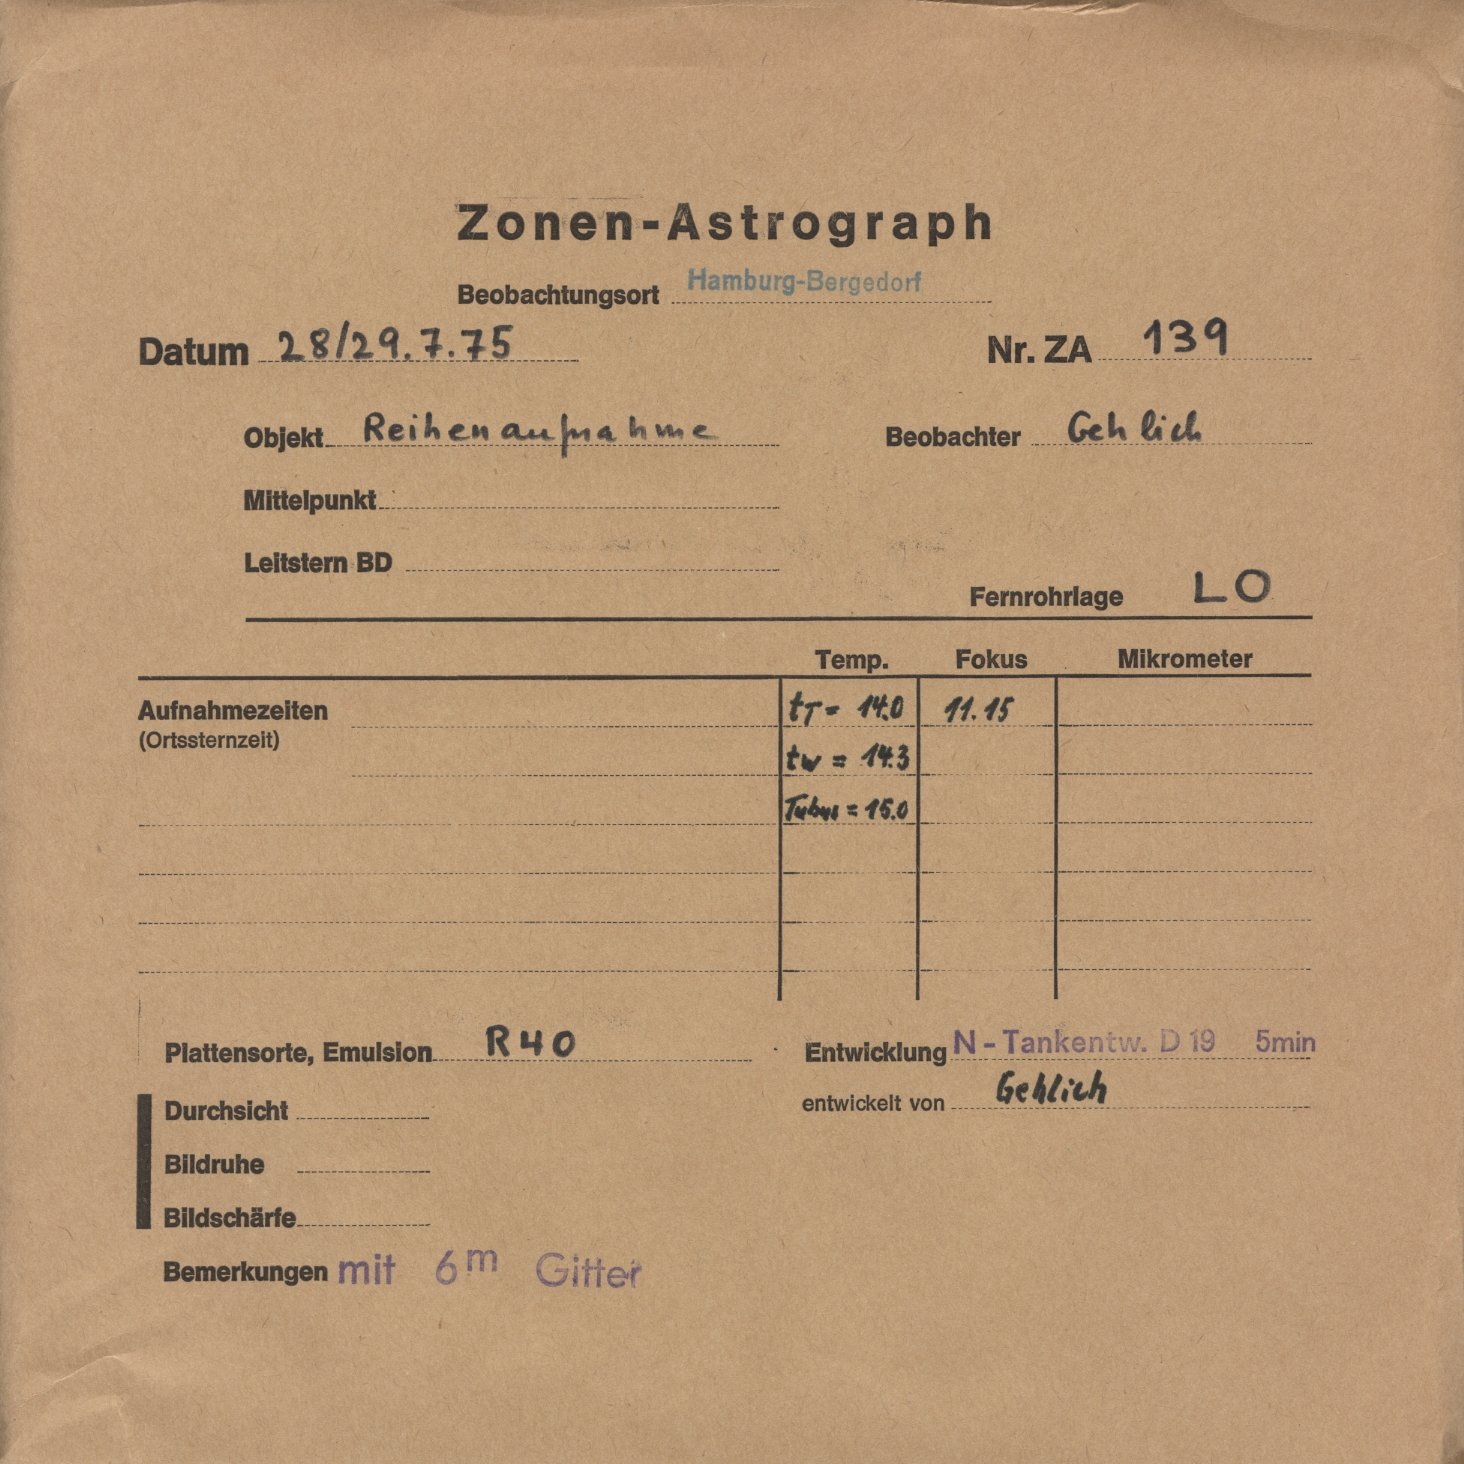 Zonen-Astrograph
Beobachtungsort Hamburg-Bergedorf
Datum 28/29.7.75 Nr. ZA 139
Objekt Reihenaufnahme Beobachter Gehlich
Mittelpunkt
Leitstern BD
Fernrohrlage LO
Temp. Fokus Mikrometer
Aufnahmezeiten tT = 14.0 11.15
(Ortssternzeit)
tw = 14.3
Tubus = 15.0
Plattensorte, Emulsion R40 Entwicklung N-Tankentw. D 19 5min
entwickelt von Gehlich
Durchsicht
Bildruhe
Bildschärfe
Bemerkungen mit 6m Gitter